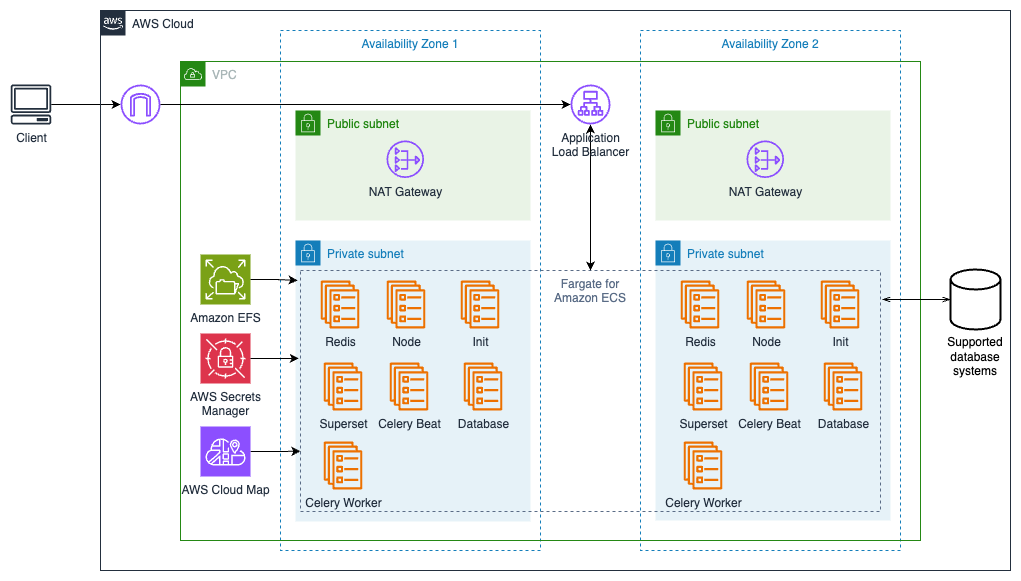 aws
AWS Cloud
Availability Zone 1
Availability Zone 2
VPC
Client
Public subnet
NAT Gateway
Application
Load Balancer
Public subnet
NAT Gateway
Private subnet
Private subnet
Fargate for
Amazon ECS
Amazon EFS
AWS Secrets
Manager
AWS Cloud Map
Redis
Node
Init
Superset
Celery Beat
Database
Celery Worker
Redis
Node
Init
Superset
Celery Beat
Database
Celery Worker
Supported
database
systems